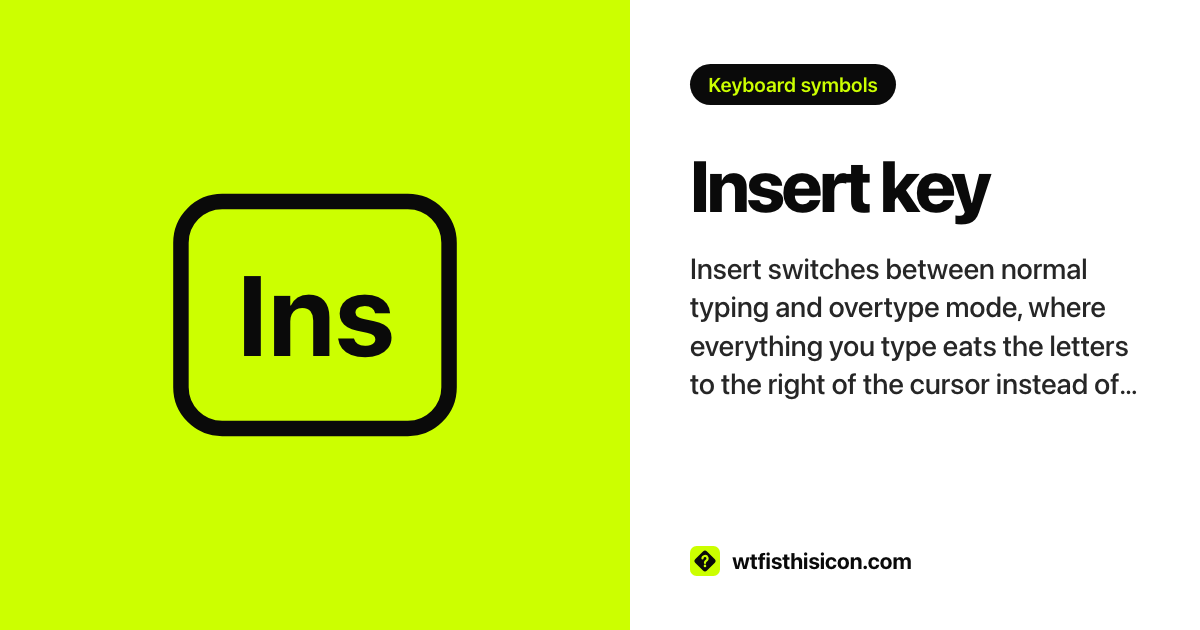 Ins
Keyboard symbols
Insert key
Insert switches between normal
typing and overtype mode, where
everything you type eats the letters
to the right of the cursor instead of...
?
wtfisthisicon.com